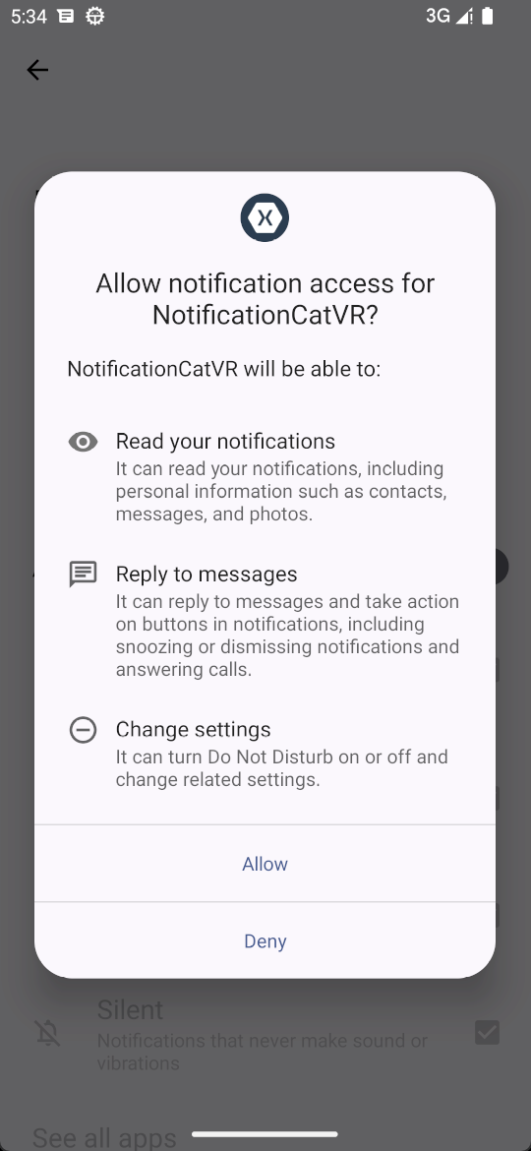 5:34
3G
Allow notification access for
NotificationCatVR?
NotificationCatVR will be able to:
Read your notifications
It can read your notifications, including
personal information such as contacts,
messages, and photos.
Reply to messages
It can reply to messages and take action
on buttons in notifications, including
snoozing or dismissing notifications and
answering calls.
Change settings
It can turn Do Not Disturb on or off and
change related settings.
Allow
Deny
Silent
Notifications that never make sound or
vibrations
See all apps